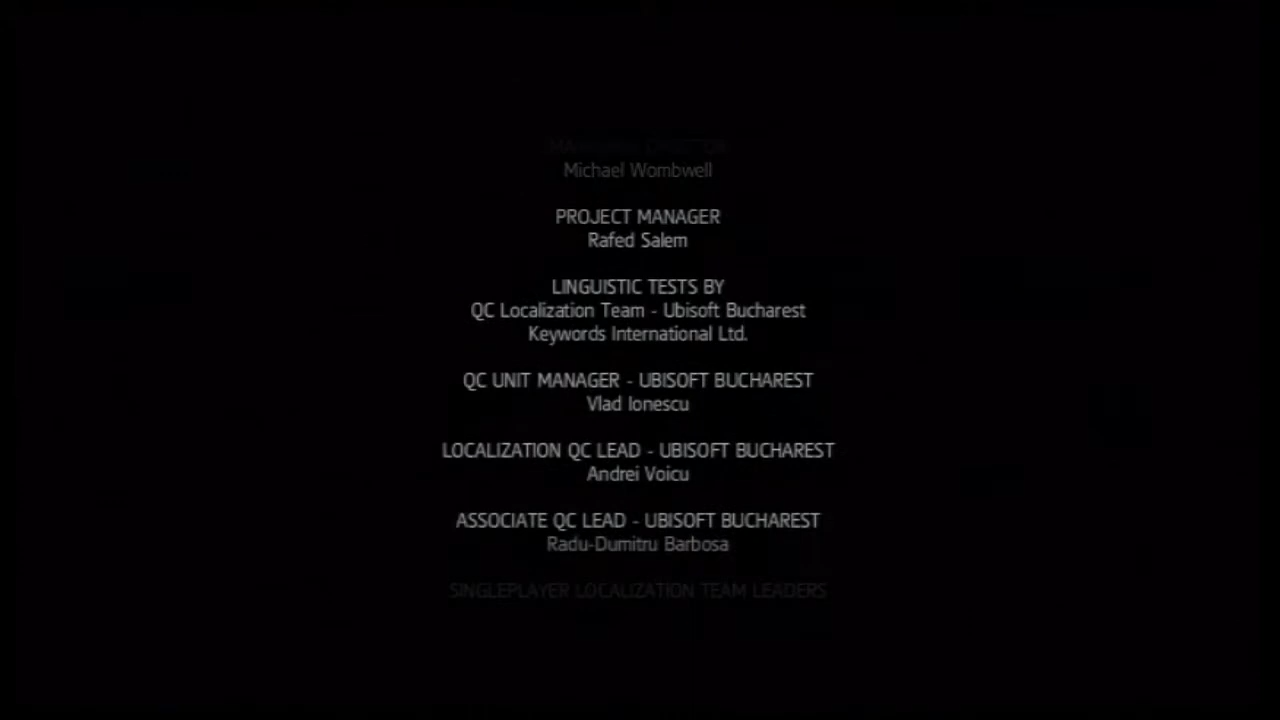 Michael Wombwell
PROJECT MANAGER
Rafed Salem
LINGUISTIC TESTS BY
QC Localization Team - Ubisoft Bucharest
Keywords International Ltd.
QC UNIT MANAGER - UBISOFT BUCHAREST
Vlad Ionescu
LOCALIZATION QC LEAD - UBISOFT BUCHAREST
Andrei Voicu
ASSOCIATE QC LEAD - UBISOFT BUCHAREST
Radu-Dumitru Barbosa
SINGLEPLAYER LOCALIZATION TEAM LEADERS